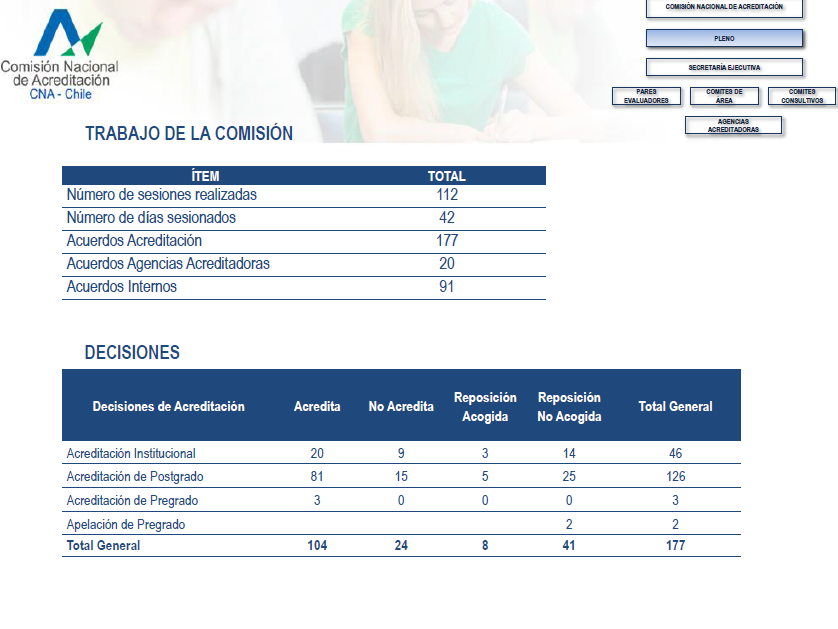 Comisión Nacional
de Acreditación
CNA - Chile
COMISIÓN NACIONAL DE ACREDITACIÓN
PLENO
SECRETARÍA EJECUTIVA
PARES
EVALUADORES
COMITES DE
ÁREA
COMITES
CONSULTIVOS
AGENCIAS
ACREDITADORAS
TRABAJO DE LA COMISIÓN
ÍTEM TOTAL
Número de sesiones realizadas 112
Número de días sesionados 42
Acuerdos Acreditación 177
Acuerdos Agencias Acreditadoras 20
Acuerdos Internos 91
DECISIONES
Decisiones de Acreditación Acredita No Acredita Reposición Acogida Reposición No Acogida Total General
Acreditación Institucional 20 9 3 14 46
Acreditación de Postgrado 81 15 5 25 126
Acreditación de Pregrado 3 0 0 0 3
Apelación de Pregrado 2 2
Total General 104 24 8 41 177